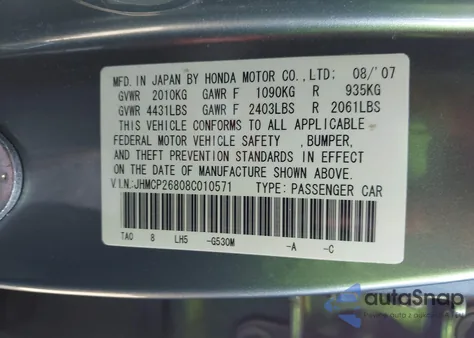 MFD. IN JAPAN BY HONDA MOTOR CO., LTD: 08/'07
GVWR 2010KG GAWR F 1090KG R 935KG
GVWR 4431LBS GAWR F 2403LBS R 2061LBS
THIS VEHICLE CONFORMS TO ALL APPLICABLE
FEDERAL MOTOR VEHICLE SAFETY , BUMPER,
AND THEFT PREVENTION STANDARDS IN EFFECT
ON THE DATE OF MANUFACTURE SHOWN ABOVE.
V.I.N.:JHMCP26808C010571 TYPE: PASSENGER CAR
TA0 8 LH5 -G530M -A -C
autaSnap